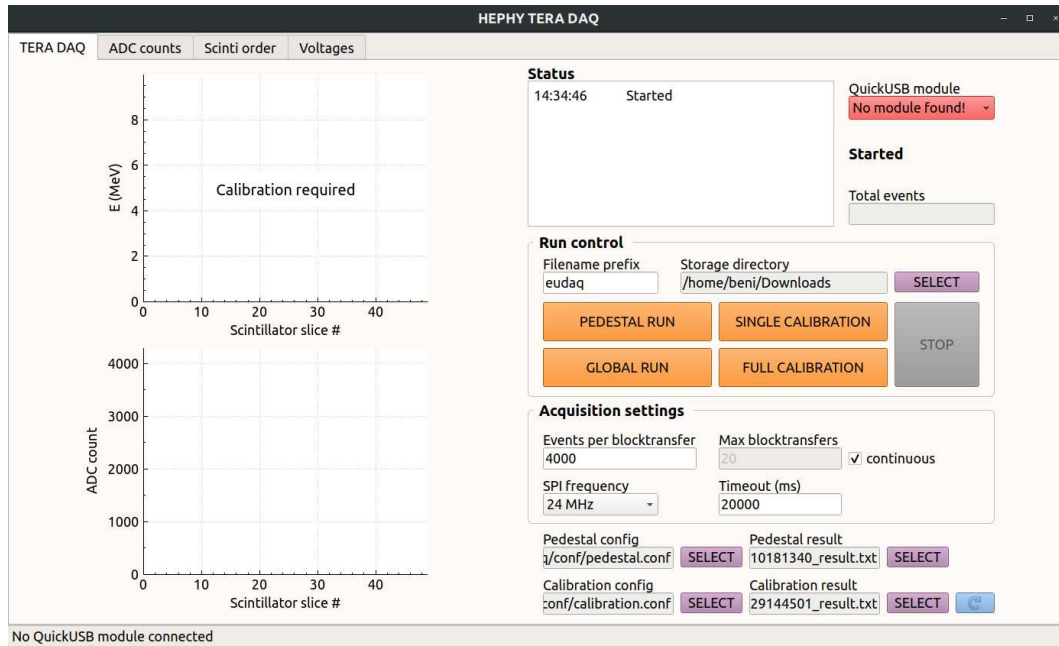 HEPHY TERA DAQ
TERA DAQ ADC counts Scinti order Voltages
8
6
4
2
0
E (MeV)
Calibration required
0 10 20 30 40
Scintillator slice #
4000
3000
2000
1000
0
ADC count
0 10 20 30 40
Scintillator slice #
Status
14:34:46 Started
QuickUSB module
No module found!
Started
Total events
Run control
Filename prefix Storage directory
eudaq /home/beni/Downloads SELECT
PEDESTAL RUN SINGLE CALIBRATION
STOP
GLOBAL RUN FULL CALIBRATION
Acquisition settings
Events per blocktransfer Max blocktransfers
4000 20 continuous
SPI frequency Timeout (ms)
24 MHz 20000
Pedestal config Pedestal result
/conf/pedestal.conf SELECT 10181340_result.txt SELECT
Calibration config Calibration result
conf/calibration.conf SELECT 29144501_result.txt SELECT
No QuickUSB module connected